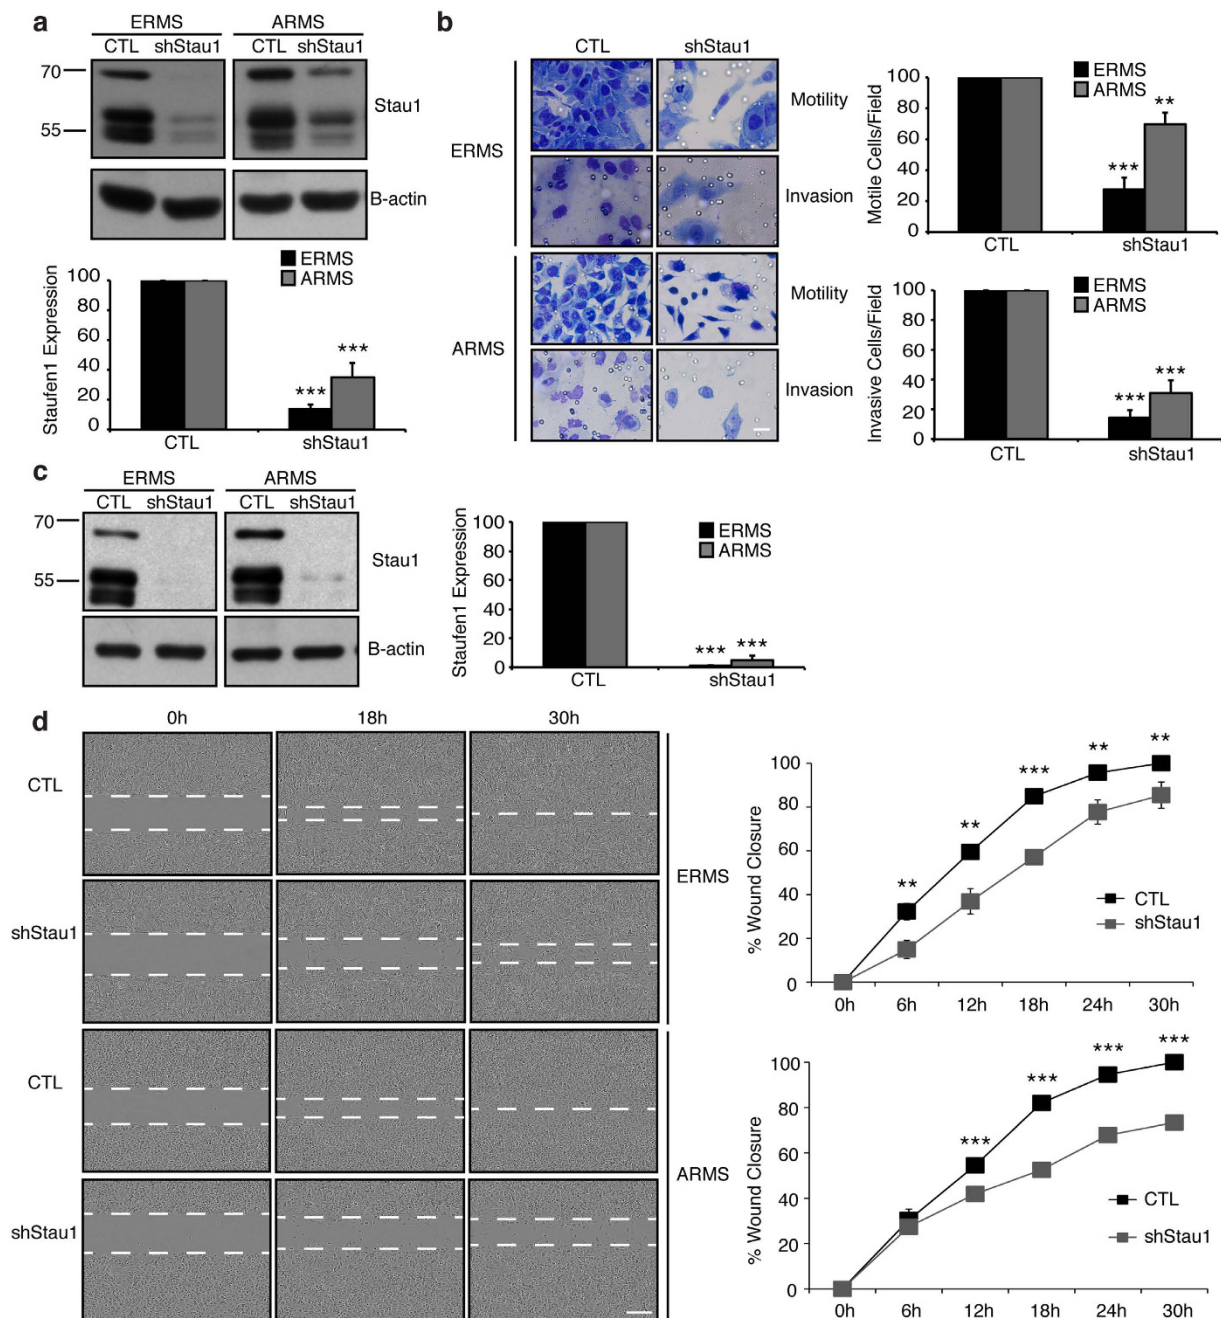 a
ERMS
ARMS
CTL shStau1
CTL shStau1
70
55
Stau1
B-actin
Staufen1 Expression
100
80
60
40
20
0
ERMS
ARMS
***
***
CTL
shStau1
b
CTL
shStau1
ERMS
Motility
Invasion
ARMS
Motility
Invasion
Motile Cells/Field
100
80
60
40
20
0
ERMS
ARMS
***
**
CTL
shStau1
Invasive Cells/Field
100
80
60
40
20
0
ERMS
ARMS
***
***
CTL
shStau1
c
ERMS
ARMS
CTL shStau1
CTL shStau1
70
55
Stau1
B-actin
Staufen1 Expression
100
80
60
40
20
0
ERMS
ARMS
***
***
CTL
shStau1
d
0h
18h
30h
CTL
shStau1
CTL
shStau1
ERMS
ARMS
% Wound Closure
100
80
60
40
20
0
**
**
***
**
**
CTL
shStau1
0h
6h
12h
18h
24h
30h
% Wound Closure
100
80
60
40
20
0
***
***
***
***
CTL
shStau1
0h
6h
12h
18h
24h
30h